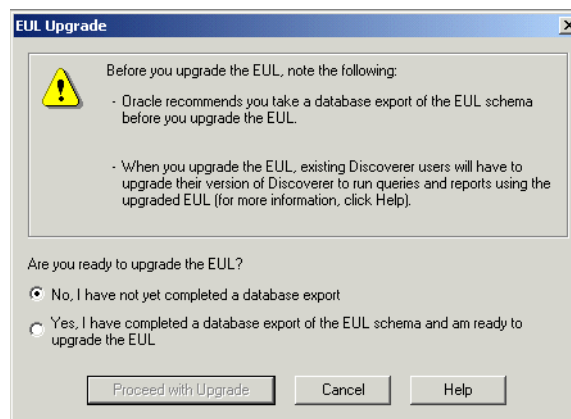 EUL Upgrade
Before you upgrade the EUL, note the following:
- Oracle recommends you take a database export of the EUL schema
before you upgrade the EUL.
- When you upgrade the EUL, existing Discoverer users will have to
upgrade their version of Discoverer to run queries and reports using the
upgraded EUL (for more information, click Help).
Are you ready to upgrade the EUL?
No, I have not yet completed a database export
Yes, I have completed a database export of the EUL schema and am ready to
upgrade the EUL
Proceed with Upgrade Cancel Help